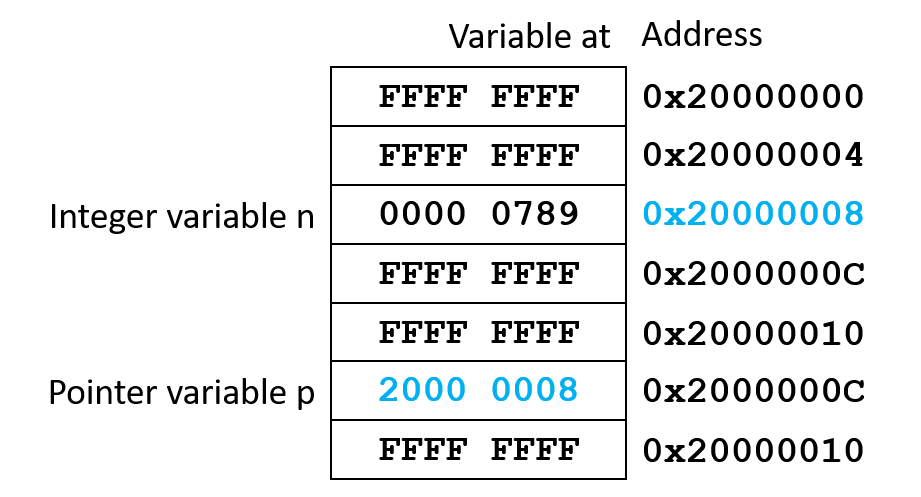 Variable at Address
FFFF FFFF 0x20000000
FFFF FFFF 0x20000004
Integer variable n 0000 0789 0x20000008
FFFF FFFF 0x2000000C
FFFF FFFF 0x20000010
Pointer variable p 2000 0008 0x2000000C
FFFF FFFF 0x20000010